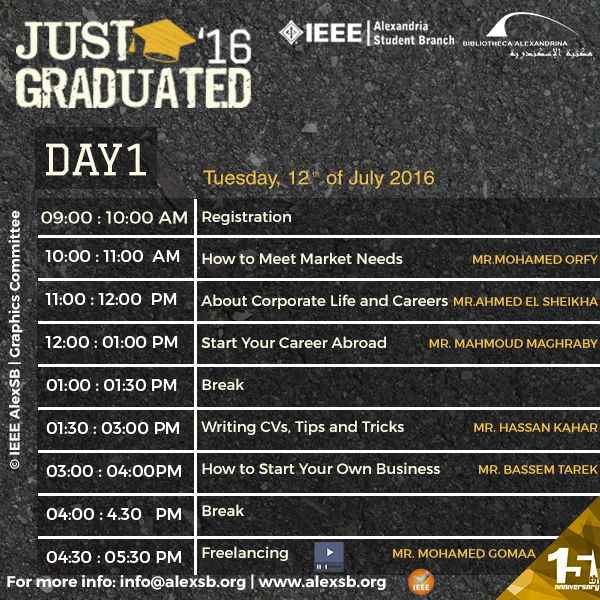 JUST '16
GRADUATED
IEEE | Alexandria
Student Branch
BIBLIOTHECA ALEXANDRINA
مكتبة الإسكندرية
DAY1
Tuesday, 12th of July 2016
09:00 : 10:00 AM Registration
10:00 : 11:00 AM How to Meet Market Needs MR.MOHAMED ORFY
11:00 : 12:00 PM About Corporate Life and Careers MR.AHMED EL SHEIKHA
12:00 : 01:00 PM Start Your Career Abroad MR. MAHMOUD MAGHRABY
01:00 : 01:30 PM Break
01:30 : 03:00 PM Writing CVs, Tips and Tricks MR. HASSAN KAHAR
03:00 : 04:00PM How to Start Your Own Business MR. BASSEM TAREK
04:00 : 4.30 PM Break
04:30 : 05:30 PM Freelancing MR. MOHAMED GOMAA
For more info: info@alexsb.org | www.alexsb.org
IEEE
15th
anniversary
© IEEE AlexSB | Graphics Committee